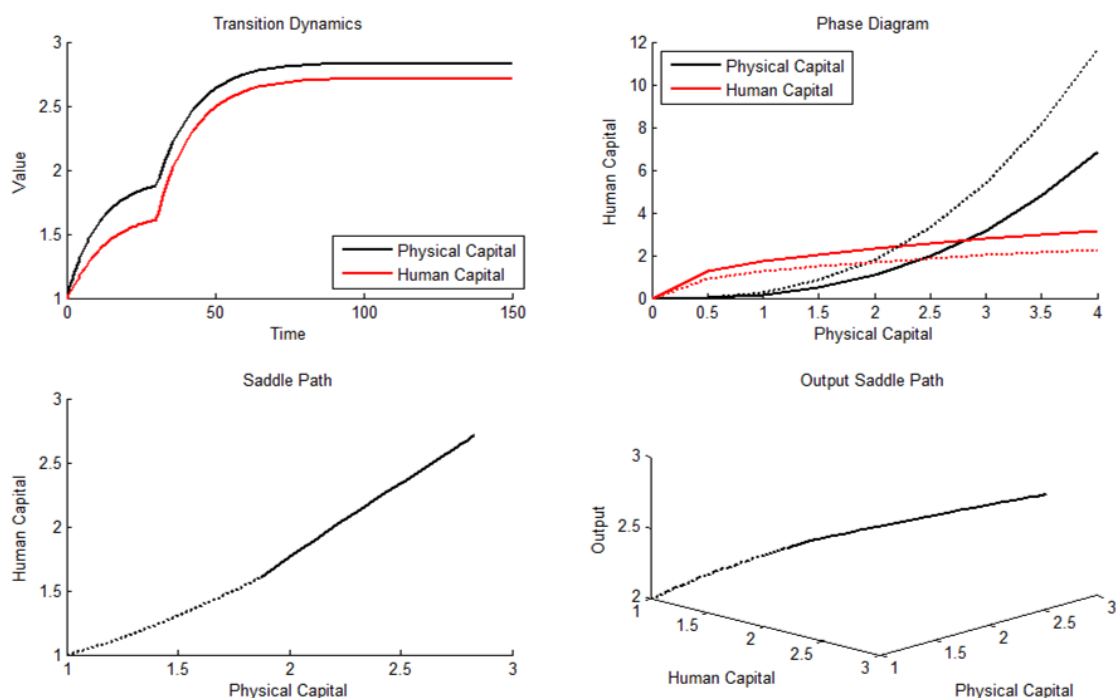 Transition Dynamics
3
2.5
2
1.5
1
Value
0
50
100
150
Time
Physical Capital
Human Capital
Phase Diagram
12
10
8
6
4
2
0
Human Capital
Physical Capital
Human Capital
0
0.5
1
1.5
2
2.5
3
3.5
4
Physical Capital
Saddle Path
3
2.5
2
1.5
1
Human Capital
1
1.5
2
2.5
3
Physical Capital
Output Saddle Path
3
2.5
2
Output
1
1.5
2
2.5
3
Human Capital
1
1.5
2
2.5
3
Physical Capital